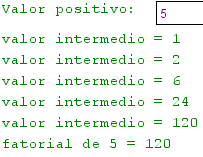 Valor positivo: 5
valor intermedio = 1
valor intermedio = 2
valor intermedio = 6
valor intermedio = 24
valor intermedio = 120
fatorial de 5 = 120